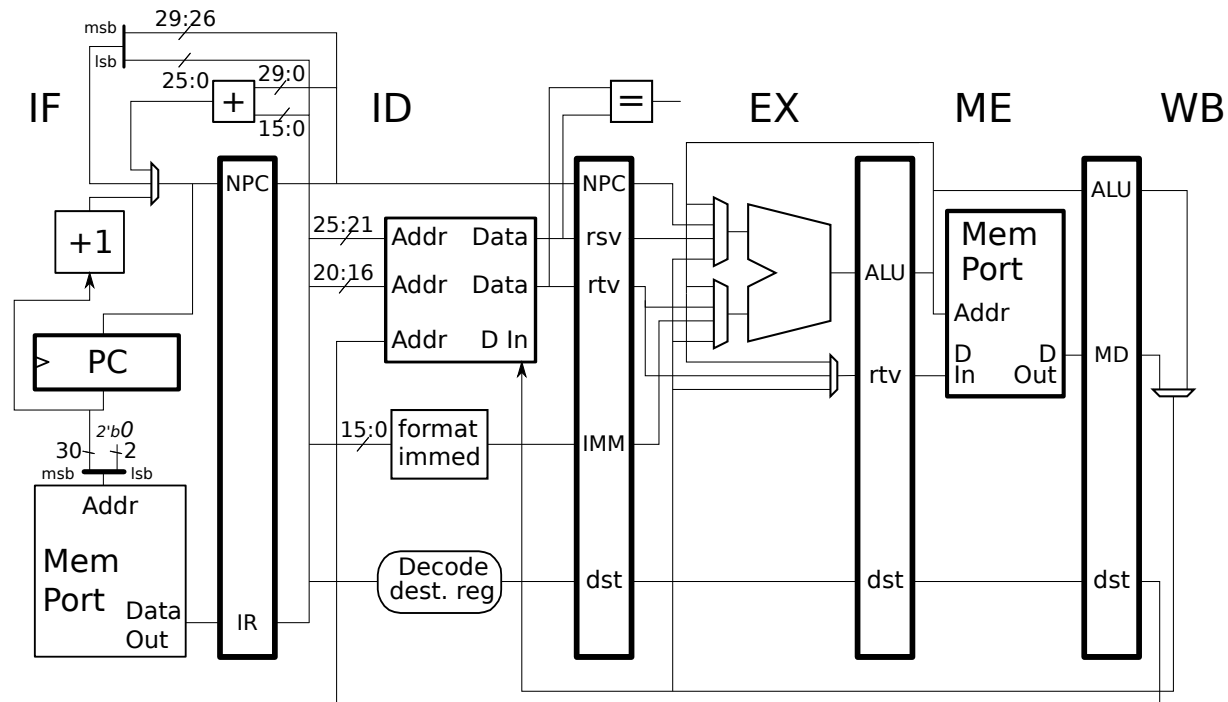 29:26
msb
lsb
25:0
29:0
+
15:0
=
IF
ID
EX
ME
WB
NPC
NPC
ALU
+1
25:21
Addr
Data
rsv
20:16
Addr
Data
rtv
ALU
Mem
Port
Addr
Addr
D In
PC
D
In
D
Out
MD
rtv
2'b0
30
2
msb
lsb
15:0
format
immed
IMM
Addr
Mem
Port
Data
Out
IR
Decode
dest. reg
dst
dst
dst